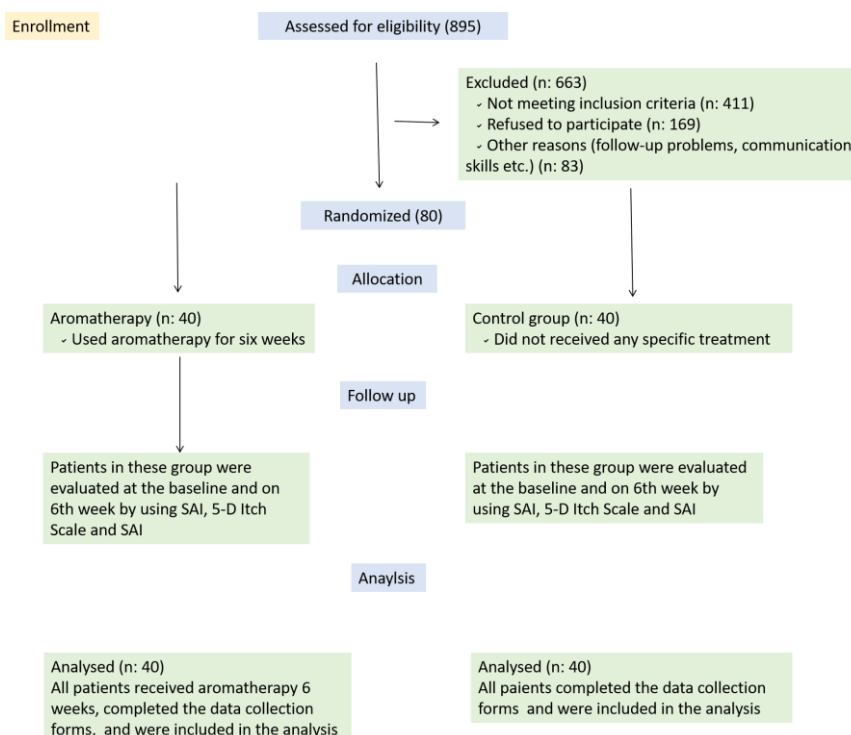 Enrollment
Assessed for eligibility (895)
Excluded (n: 663)
✓ Not meeting inclusion criteria (n: 411)
✓ Refused to participate (n: 169)
✓ Other reasons (follow-up problems, communication
skills etc.) (n: 83)
Randomized (80)
Allocation
Aromatherapy (n: 40)
✓ Used aromatherapy for six weeks
Control group (n: 40)
✓ Did not received any specific treatment
Follow up
Patients in these group were
evaluated at the baseline and on
6th week by using SAI, 5-D Itch
Scale and SAI
Patients in these group were evaluated
at the baseline and on 6th week by
using SAI, 5-D Itch Scale and SAI
Anaylsis
Analysed (n: 40)
All patients received aromatherapy 6
weeks, completed the data collection
forms, and were included in the analysis
Analysed (n: 40)
All paients completed the data collection
forms and were included in the analysis